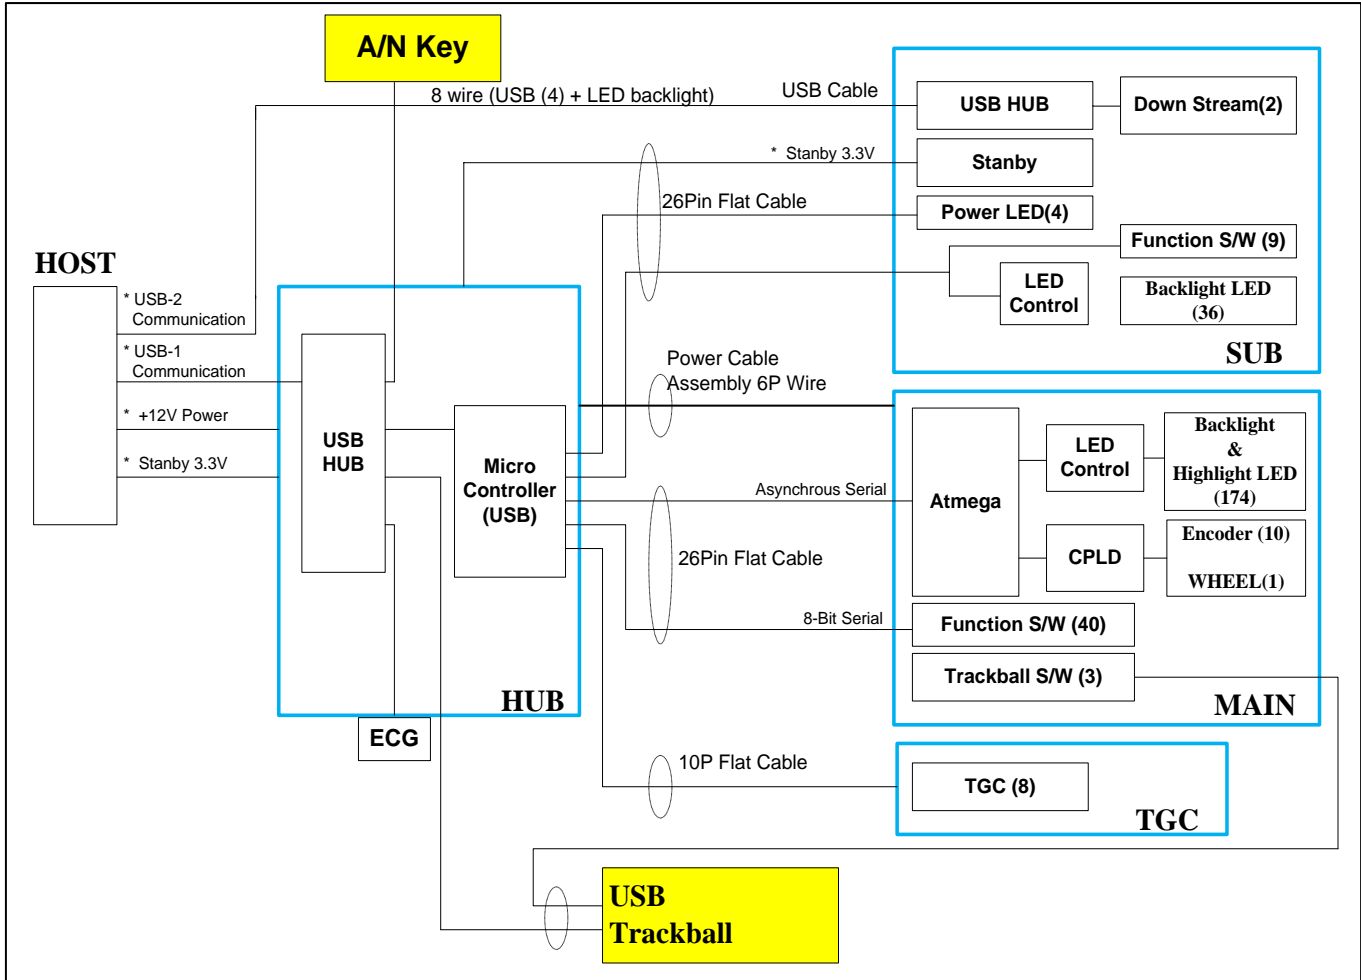 A/N Key
8 wire (USB (4) + LED backlight)
USB Cable
USB HUB
Down Stream(2)
* Stanby 3.3V
Stanby
26Pin Flat Cable
Power LED(4)
Function S/W (9)
LED
Control
Backlight LED
(36)
SUB
HOST
* USB-2
Communication
* USB-1
Communication
* +12V Power
* Stanby 3.3V
USB
HUB
Micro
Controller
(USB)
HUB
ECG
Power Cable
Assembly 6P Wire
Asynchrous Serial
26Pin Flat Cable
8-Bit Serial
Atmega
LED
Control
Backlight
&
Highlight LED
(174)
CPLD
Encoder (10)
WHEEL(1)
Function S/W (40)
Trackball S/W (3)
MAIN
10P Flat Cable
TGC (8)
TGC
USB
Trackball